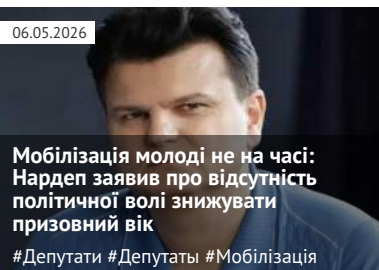 06.05.2026
Мобілізація молоді не на часі:
Нардеп заявив про відсутність
політичної волі знижувати
призовний вік
#Депутати #Депутаты #Мобілізація